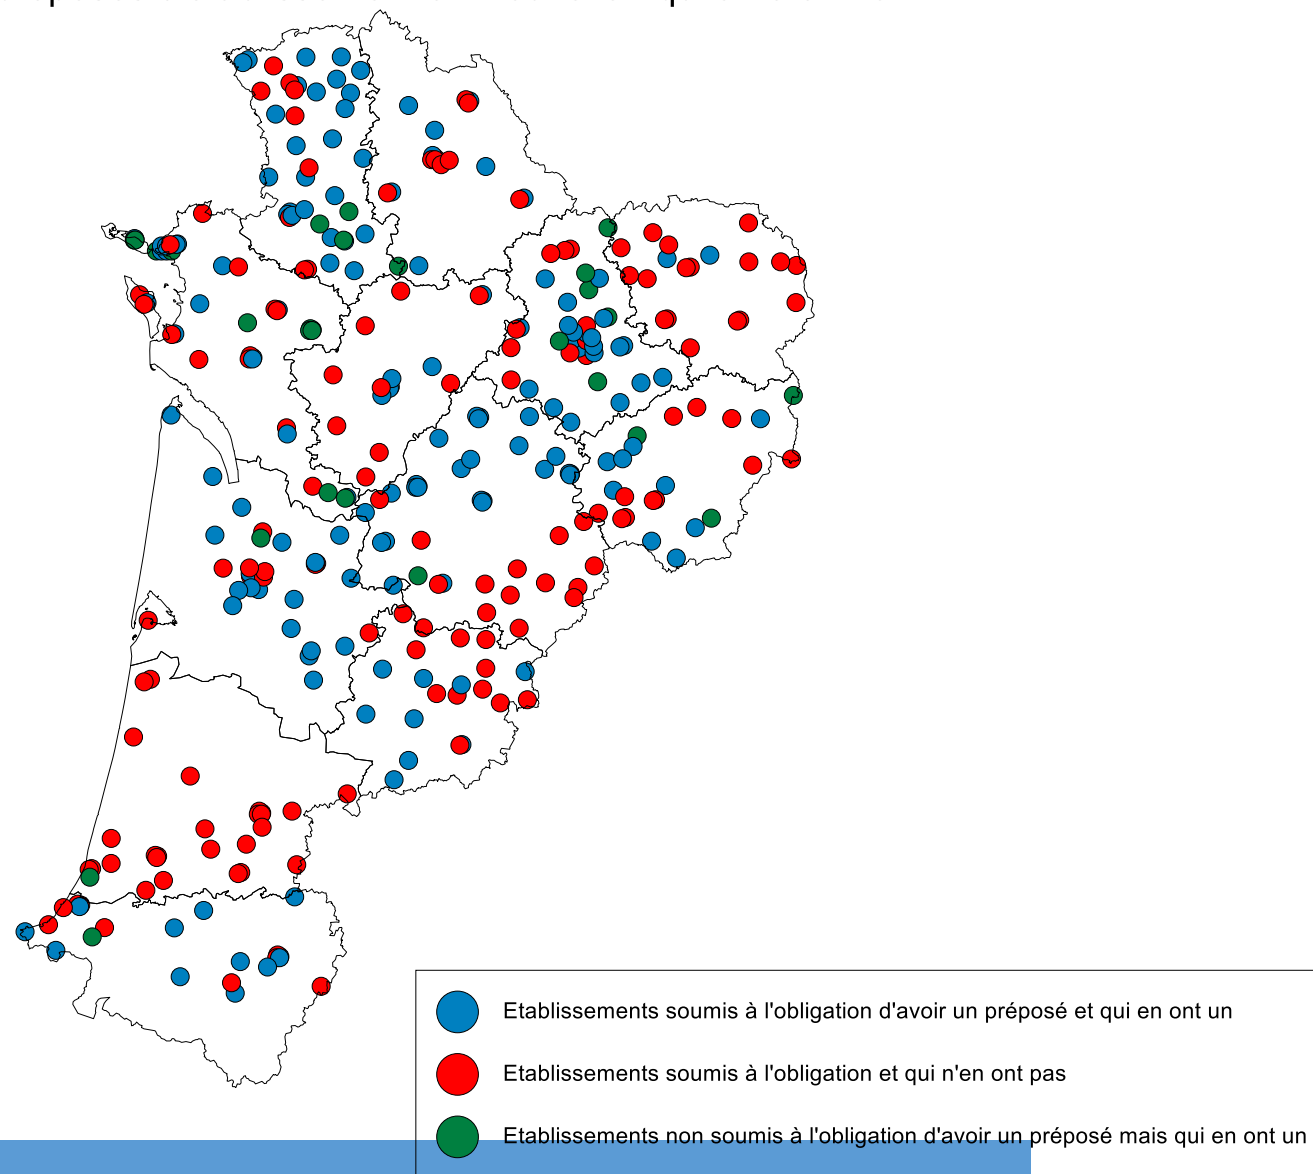 Etablissements soumis à l'obligation d'avoir un préposé et qui en ont un
Etablissements soumis à l'obligation et qui n'en ont pas
Etablissements non soumis à l'obligation d'avoir un préposé mais qui en ont un